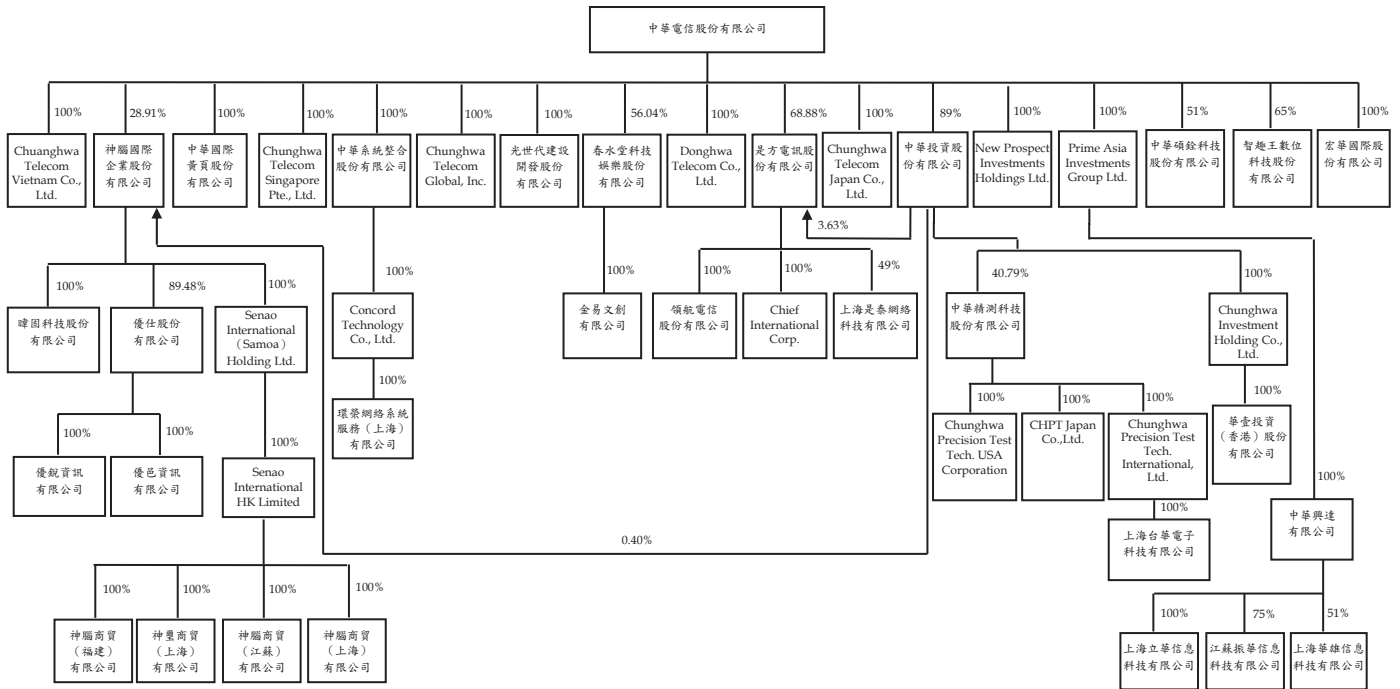 中華電信股份有限公司
100%
28.91%
100%
100%
100%
100%
100%
56.04%
100%
68.88%
100%
89%
100%
100%
51%
65%
100%
Chuanghwa
Telecom
Vietnam Co.,
Ltd.
神腦國際
企業股份
有限公司
中華國際
黃頁股份
有限公司
Chunghwa
Telecom
Singapore
Pte., Ltd.
中華系統整合
股份有限公司
Chunghwa
Telecom
Global, Inc.
光世代建設
開發股份
有限公司
春水堂科技
娛樂股份
有限公司
Donghwa
Telecom Co.,
Ltd.
是方電訊股
份有限公司
Chunghwa
Telecom
Japan Co.,
Ltd.
中華投資股
份有限公司
New Prospect
Investments
Holdings Ltd.
Prime Asia
Investments
Group Ltd.
中華碩銓科技
股份有限公司
智趣王數位
科技股份
有限公司
宏華國際股
份有限公司
3.63%
100%
89.48%
100%
100%
100%
100%
100%
49%
40.79%
100%
暐固科技股份
有限公司
優仕股份
有限公司
Senao
International
（Samoa）
Holding Ltd.
Concord
Technology
Co., Ltd.
金易文創
有限公司
領航電信
股份有限公司
Chief
International
Corp.
上海是泰網絡
科技有限公司
中華精測科技
股份有限公司
Chunghwa
Investment
Holding Co.,
Ltd.
100%
100%
100%
100%
100%
100%
100%
100%
100%
優銳資訊
有限公司
優邑資訊
有限公司
Senao
International
HK Limited
環榮網絡系統
服務（上海）
有限公司
Chunghwa
Precision Test
Tech. USA
Corporation
CHPT Japan
Co.,Ltd.
Chunghwa
Precision Test
Tech.
International,
Ltd.
華壹投資
（香港）股份
有限公司
中華興達
有限公司
0.40%
100%
上海台華電子
科技有限公司
100%
100%
100%
100%
100%
75%
51%
神腦商貿
（福建）
有限公司
神璽商貿
（上海）
有限公司
神腦商貿
（江蘇）
有限公司
神腦商貿
（上海）
有限公司
上海立華信息
科技有限公司
江蘇振華信息
科技有限公司
上海華雄信息
科技有限公司